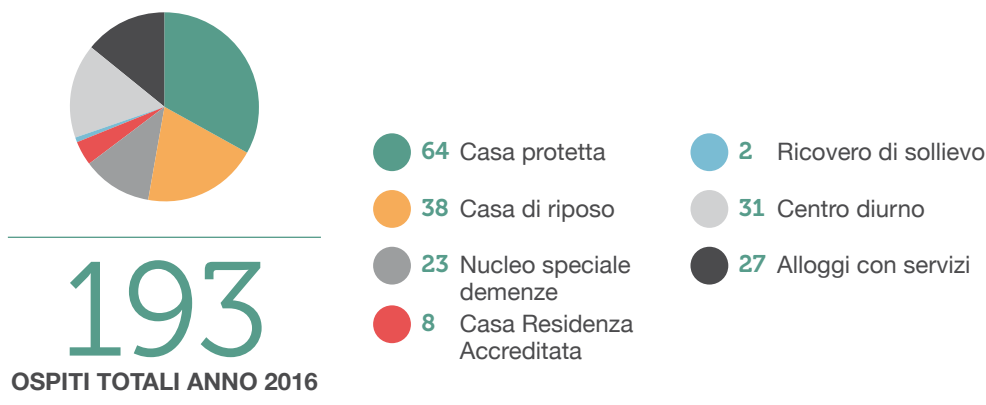 193
OSPITI TOTALI ANNO 2016
64 Casa protetta
38 Casa di riposo
23 Nucleo speciale
demenze
8 Casa Residenza
Accreditata
2 Ricovero di sollievo
31 Centro diurno
27 Alloggi con servizi